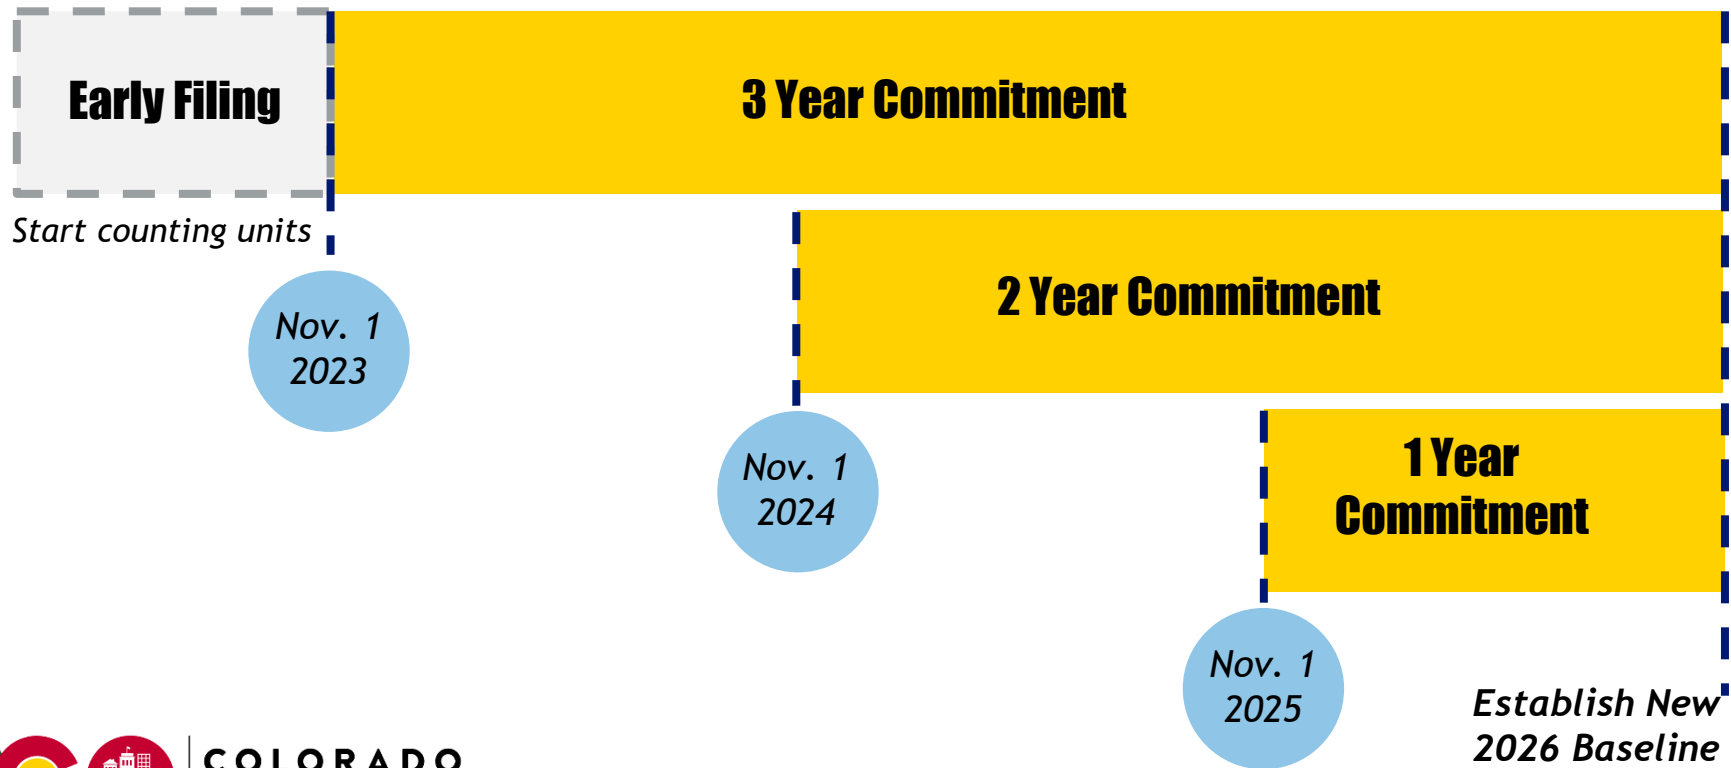 Early Filing
3 Year Commitment
Start counting units
2 Year Commitment
Nov. 1
2023
1 Year
Commitment
Nov. 1
2024
Nov. 1
2025
Establish New
2026 Baseline
COLORADO